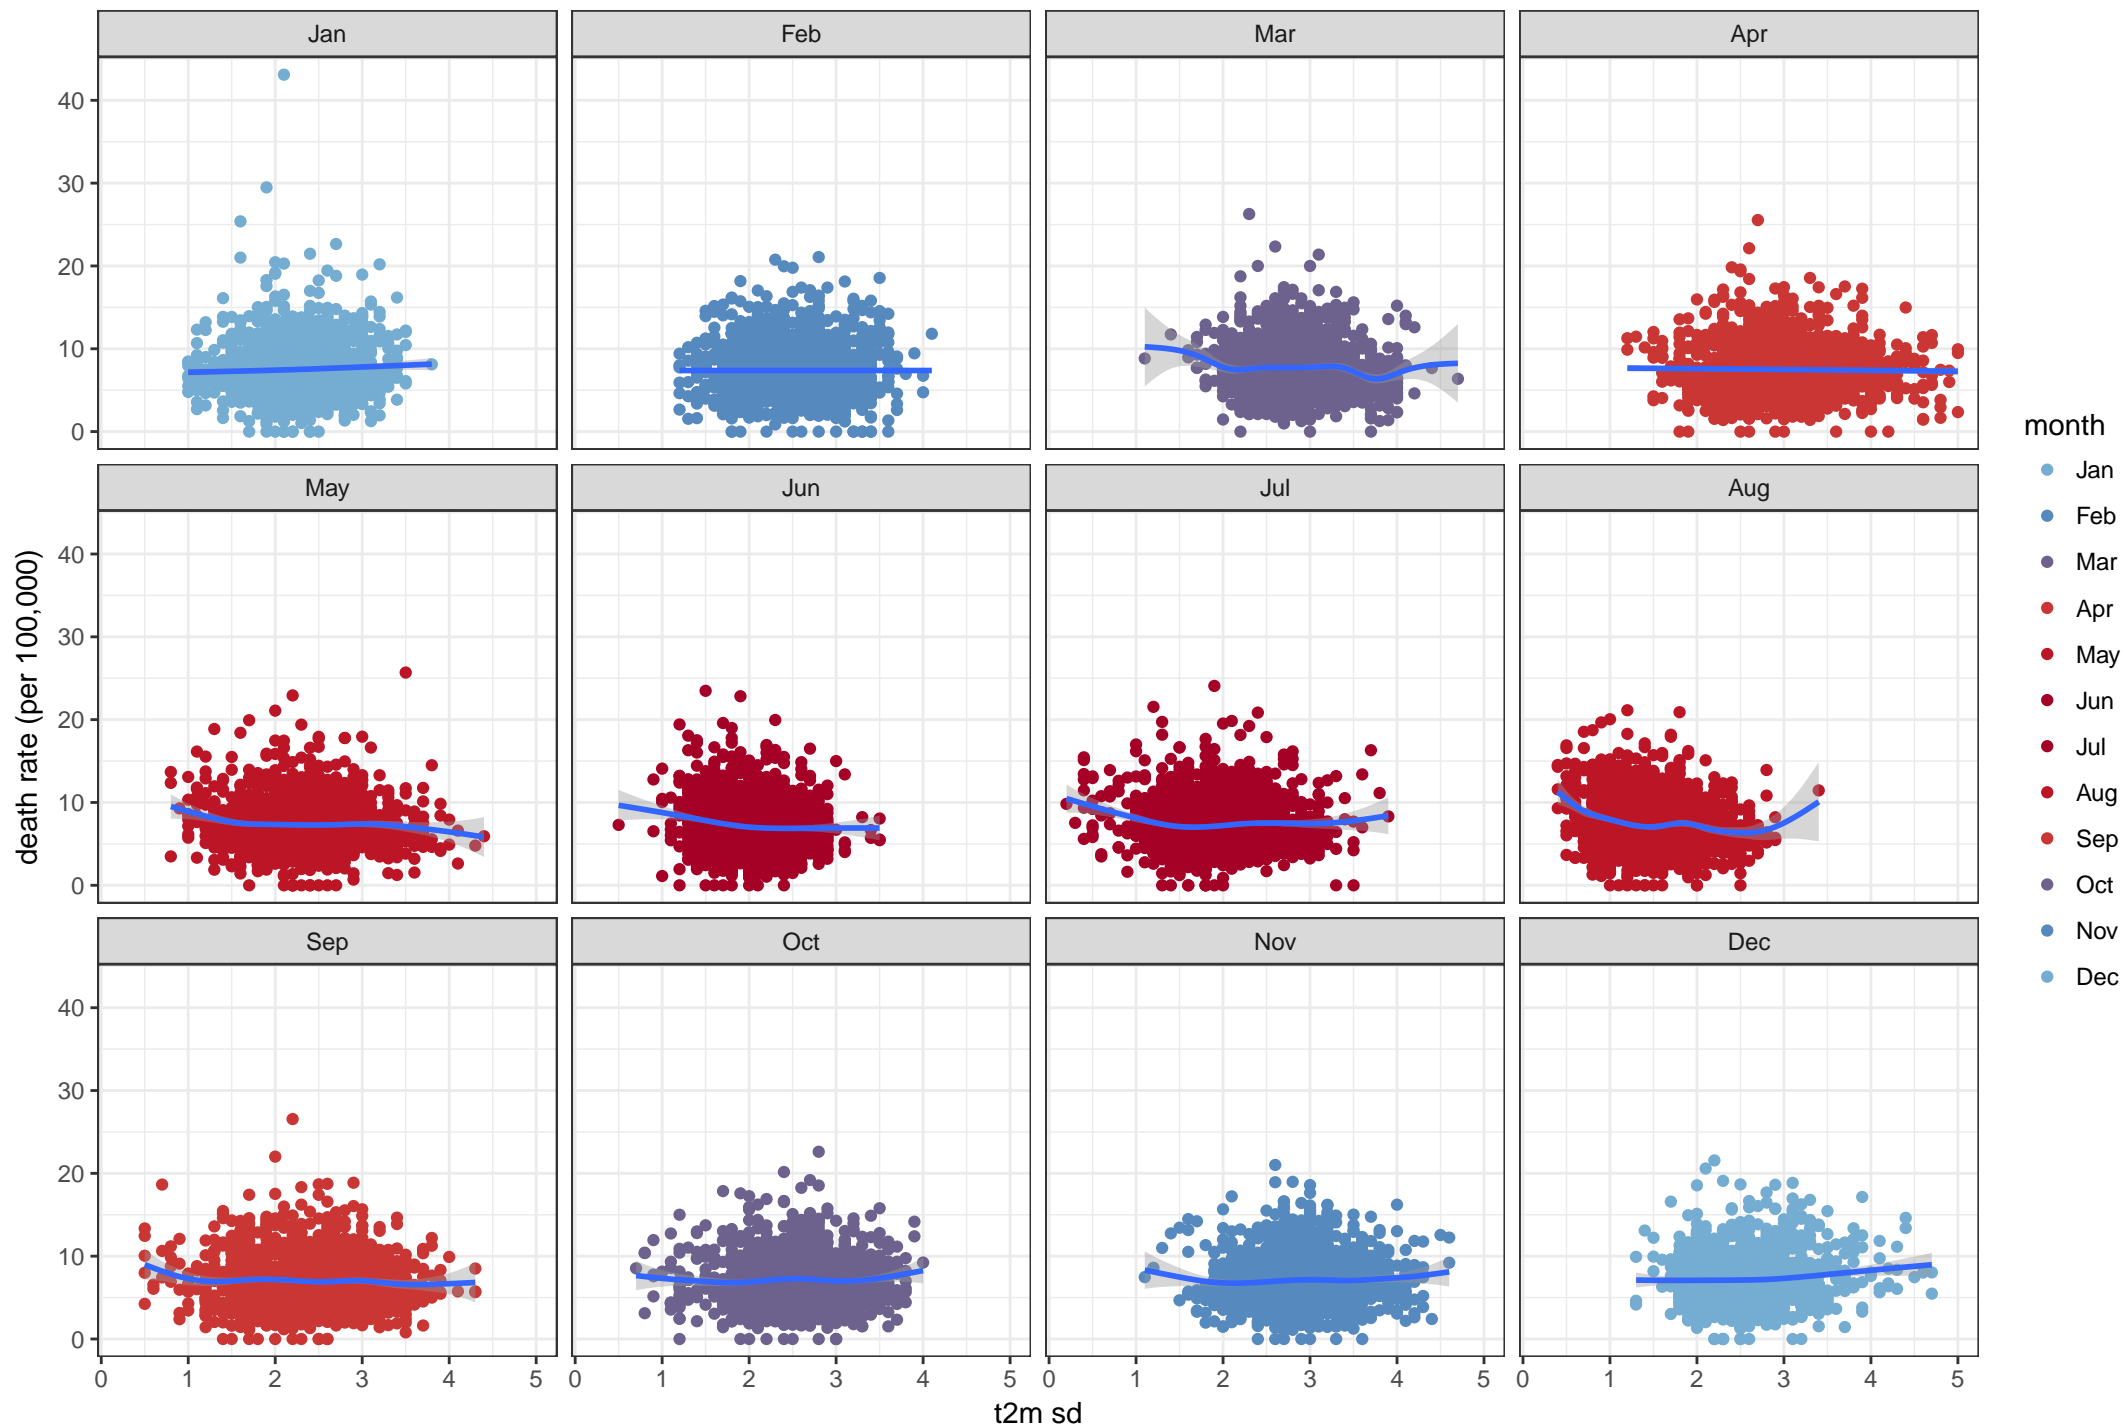 Jan Feb Mar Apr
40
30
20
10
0
May Jun Jul Aug
40
30
20
10
0
Sep Oct Nov Dec
40
30
20
10
0
0 1 2 3 4 5 0 1 2 3 4 5 0 1 2 3 4 5 0 1 2 3 4 5
t2m sd
death rate (per 100,000)
month
Jan
Feb
Mar
Apr
May
Jun
Jul
Aug
Sep
Oct
Nov
Dec